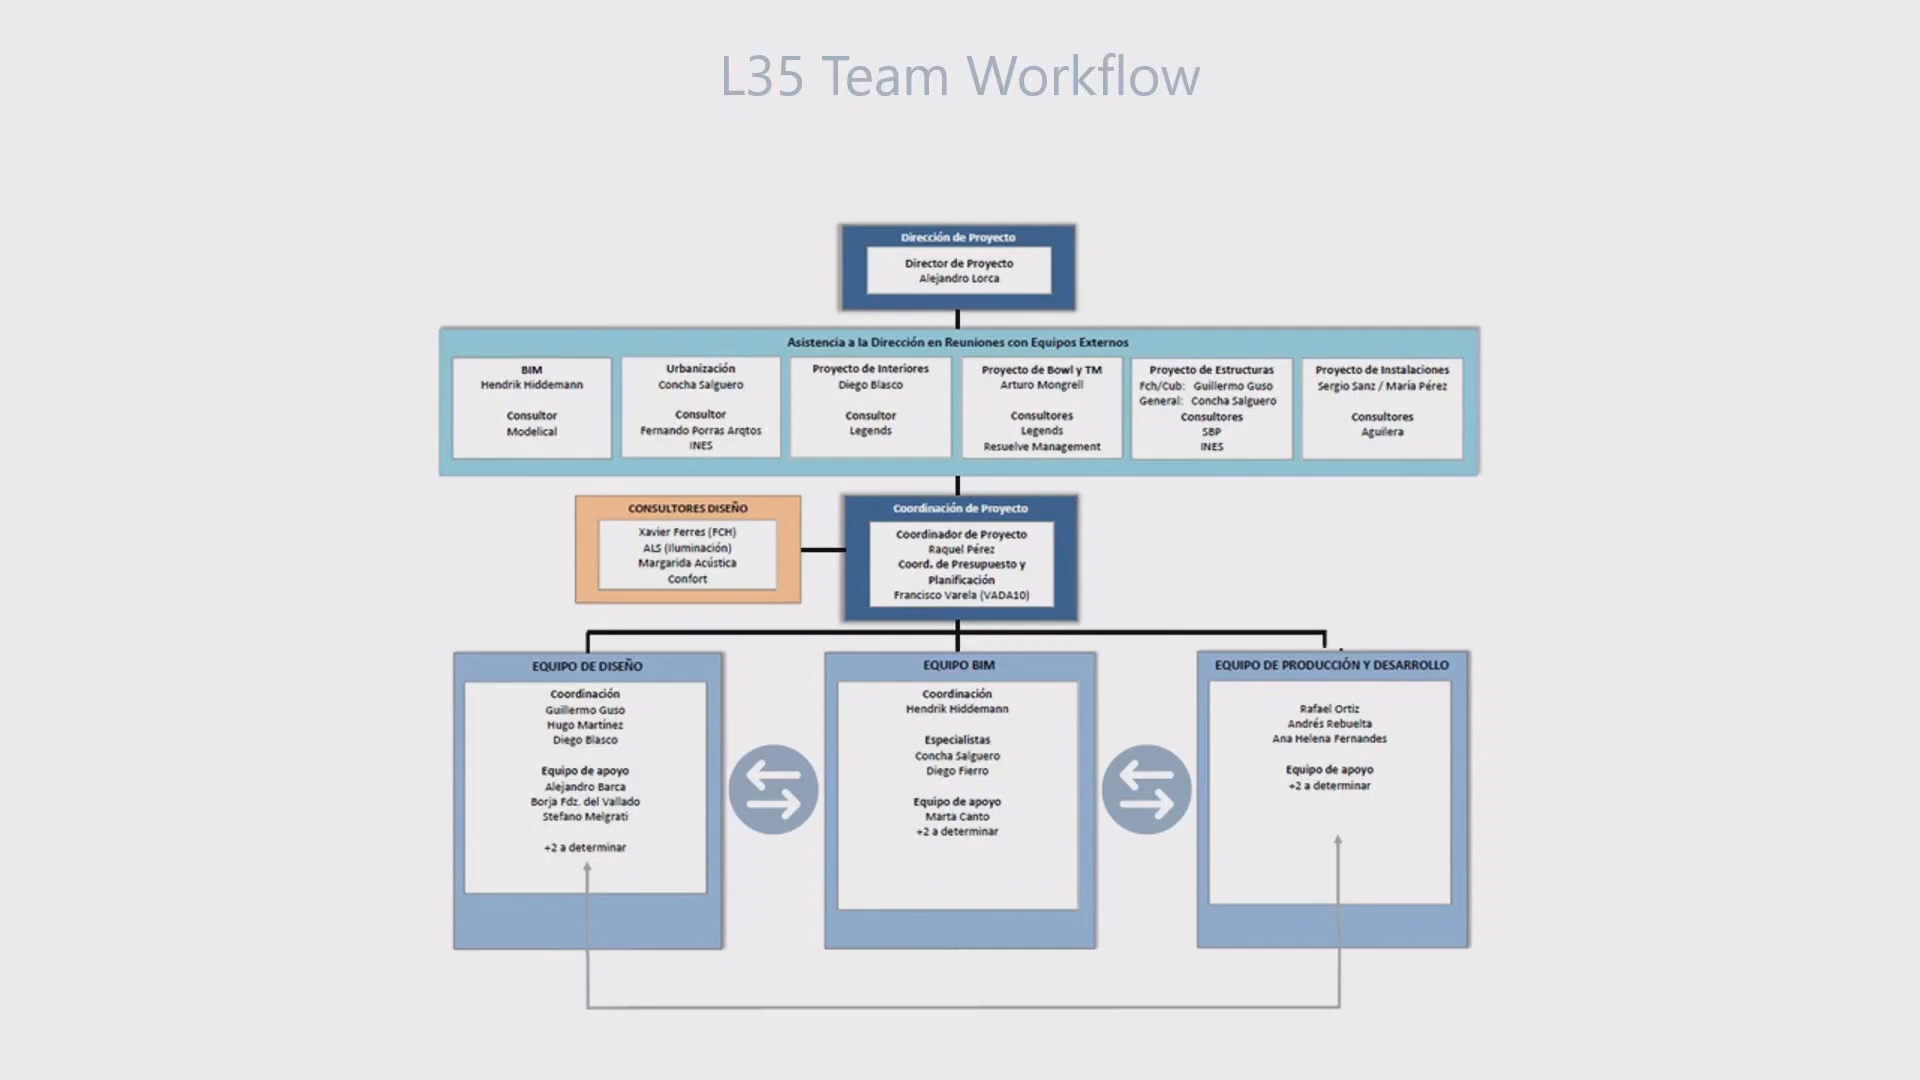 L35 Team Workflow
Dirección de Proyecto
Director de Proyecto
Alejandro Lorca
Asistencia a la Dirección en Reuniones con Equipos Externos
BIM
Hendrik Hiddemann
Consultor
Modelical
Urbanización
Concha Salguero
Consultor
Fernando Porras Arqtos
INES
Proyecto de Interiores
Diego Blasco
Consultor
Legends
Proyecto de Bowl y TM
Arturo Mongrell
Consultores
Legends
Resuelve Management
Proyecto de Estructuras
Fch/Cub: Guillermo Guso
General: Concha Salguero
Consultores
SBP
INES
Proyecto de Instalaciones
Sergio Sanz / María Pérez
Consultores
Aguilera
CONSULTORES DISEÑO
Xavier Ferres (FCH)
ALS (Iluminación)
Margarida Acústica
Confort
Coordinación de Proyecto
Coordinador de Proyecto
Raquel Pérez
Coord. de Presupuesto y
Planificación
Francisco Varela (VADA10)
EQUIPO DE DISEÑO
Coordinación
Guillermo Guso
Hugo Martínez
Diego Blasco
Equipo de apoyo
Alejandro Barca
Borja Fdz. del Vallado
Stefano Melgrati
+2 a determinar
EQUIPO BIM
Coordinación
Hendrik Hiddemann
Especialistas
Concha Salguero
Diego Fierro
Equipo de apoyo
Marta Canto
+2 a determinar
EQUIPO DE PRODUCCIÓN Y DESARROLLO
Rafael Ortiz
Andrés Rebuelta
Ana Helena Fernandes
Equipo de apoyo
+2 a determinar